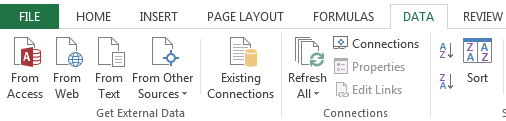 FILE HOME INSERT PAGE LAYOUT FORMULAS DATA REVIEW
From Access
From Web
From Text
From Other Sources
Existing Connections
Get External Data
Refresh All
Connections
Properties
Edit Links
Connections
A Z
Z A
Z A A Z
Sort